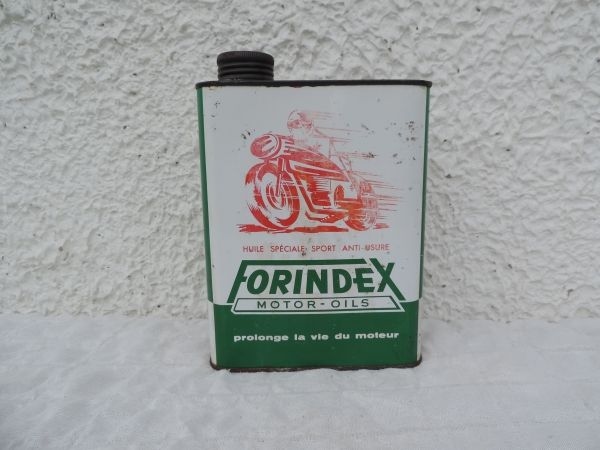 HUILE SPÉCIALE SPORT ANTI-USURE
FORINDEX
MOTOR-OILS
prolonge la vie du moteur